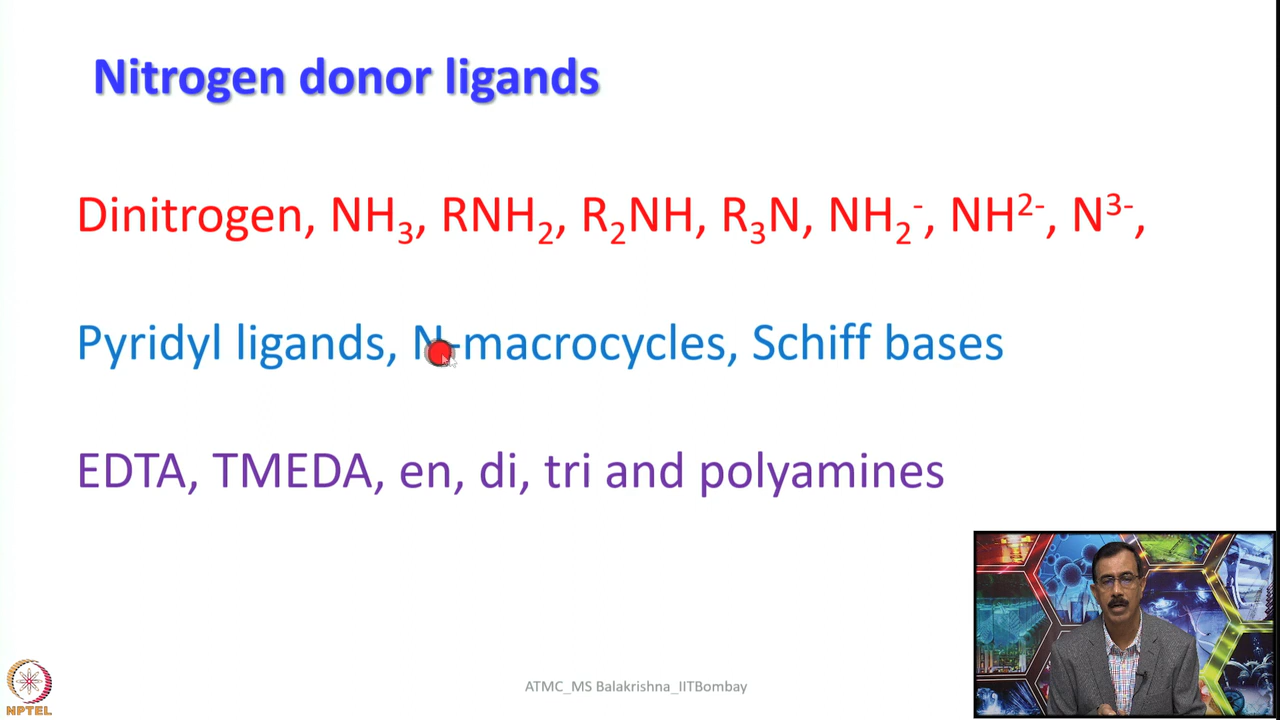 Nitrogen donor ligands
Dinitrogen, NH₃, RNH₂, R₂NH, R₃N, NH₂⁻, NH²⁻, N³⁻,
Pyridyl ligands, N-macrocycles, Schiff bases
EDTA, TMEDA, en, di, tri and polyamines
ATMC_MS Balakrishna_IITBombay
NPTEL